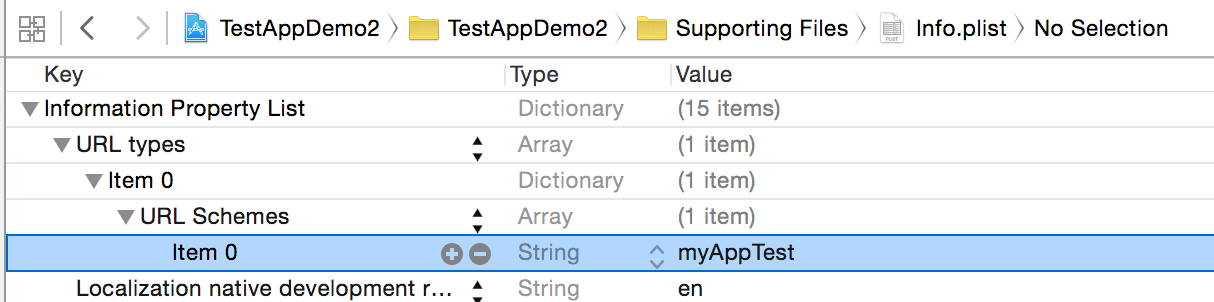 TestAppDemo2 TestAppDemo2 Supporting Files Info.plist No Selection
Key Type Value
Information Property List Dictionary (15 items)
URL types Array (1 item)
Item 0 Dictionary (1 item)
URL Schemes Array (1 item)
Item 0 String myAppTest
Localization native development r... String en